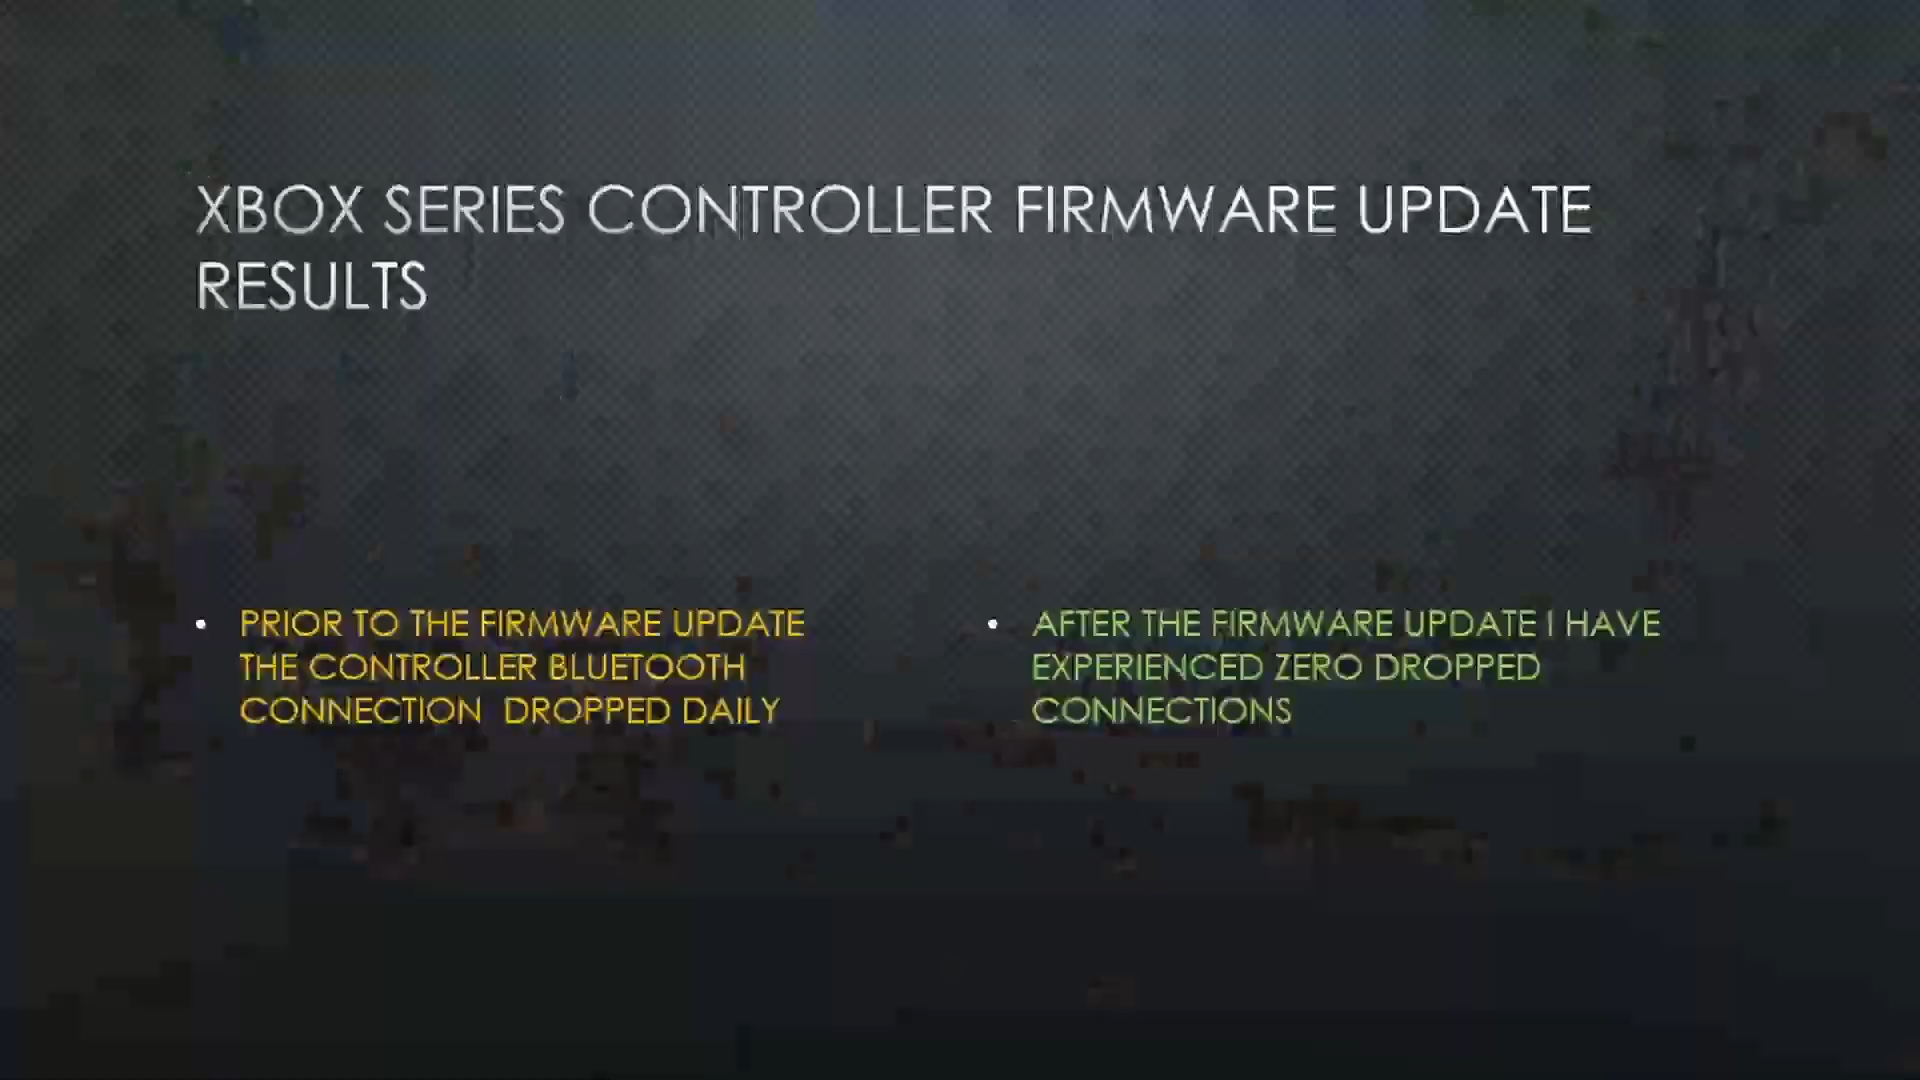 XBOX SERIES CONTROLLER FIRMWARE UPDATE
RESULTS
• PRIOR TO THE FIRMWARE UPDATE
THE CONTROLLER BLUETOOTH
CONNECTION  DROPPED DAILY
• AFTER THE FIRMWARE UPDATE I HAVE
EXPERIENCED ZERO DROPPED
CONNECTIONS